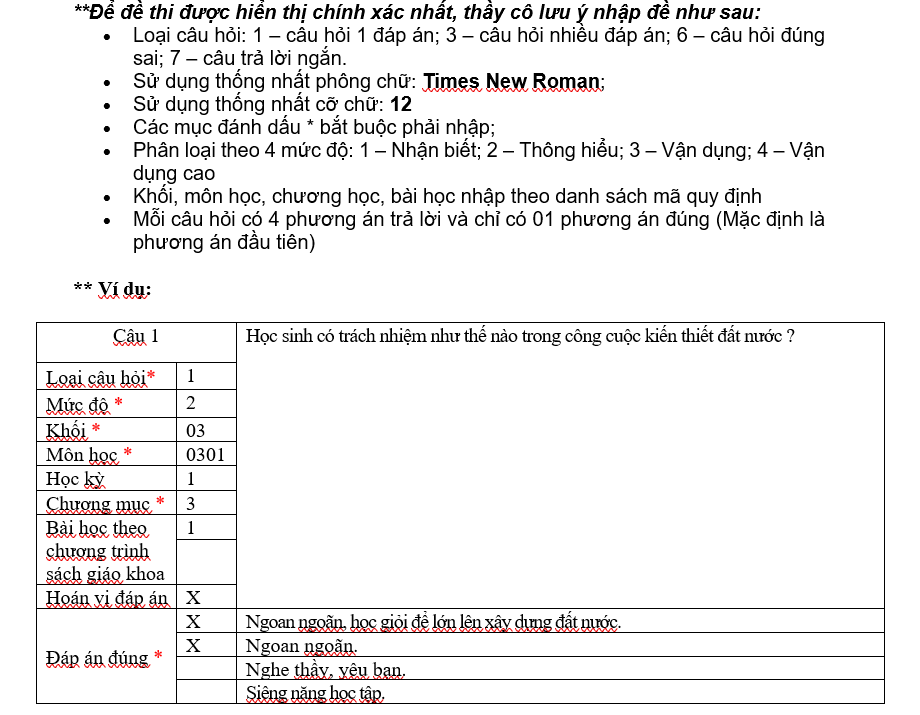 **Để đề thi được hiển thị chính xác nhất, thầy cô lưu ý nhập đề như sau:
• Loại câu hỏi: 1 – câu hỏi 1 đáp án; 3 – câu hỏi nhiều đáp án; 6 – câu hỏi đúng
sai; 7 – câu trả lời ngắn.
• Sử dụng thống nhất phông chữ: Times New Roman;
• Sử dụng thống nhất cỡ chữ: 12
• Các mục đánh dấu * bắt buộc phải nhập;
• Phân loại theo 4 mức độ: 1 – Nhận biết; 2 – Thông hiểu; 3 – Vận dụng; 4 – Vận
dụng cao
• Khối, môn học, chương học, bài học nhập theo danh sách mã quy định
• Mỗi câu hỏi có 4 phương án trả lời và chỉ có 01 phương án đúng (Mặc định là
phương án đầu tiên)
** Ví dụ:
Câu 1 Học sinh có trách nhiệm như thế nào trong công cuộc kiến thiết đất nước ?
Loại câu hỏi* 1
Mức độ * 2
Khối * 03
Môn học * 0301
Học kỳ 1
Chương mục * 3
Bài học theo 1
chương trình
sách giáo khoa
Hoán vị đáp án X
X Ngoan ngoãn, học giỏi để lớn lên xây dựng đất nước.
X Ngoan ngoãn.
Đáp án đúng *
Nghe thầy, yêu bạn.
Siêng năng học tập.